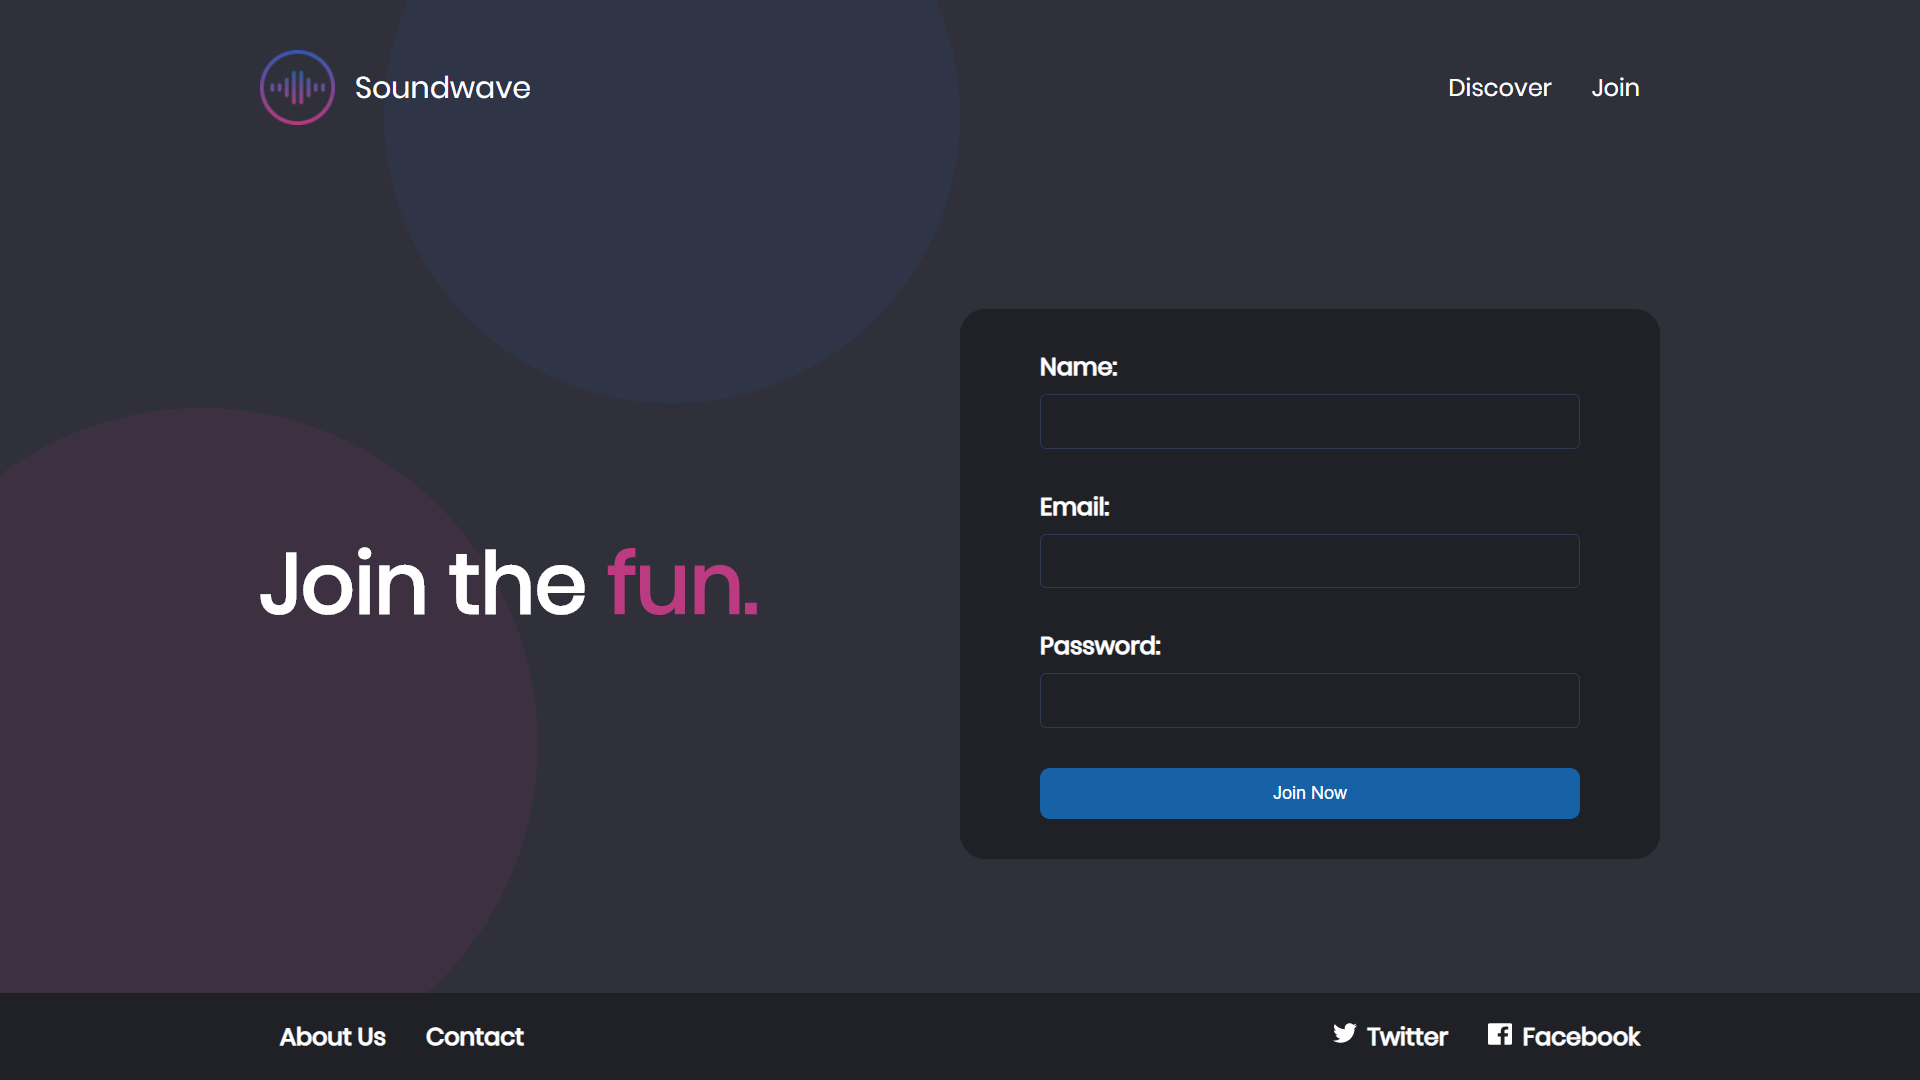 Soundwave
Discover
Join
Join the fun.
Name:
Email:
Password:
Join Now
About Us
Contact
Twitter
Facebook